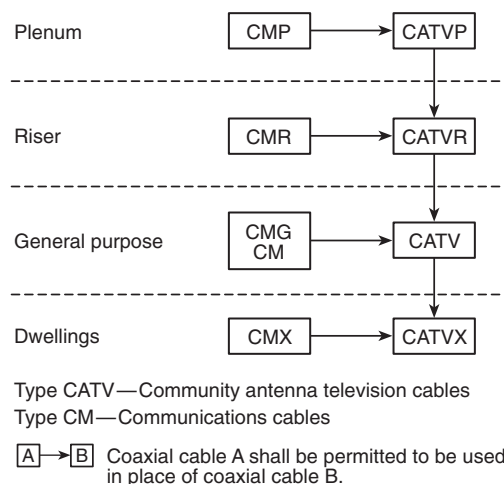 Plenum CMP CATVP
Riser CMR CATVR
General purpose CMG CM CATV
Dwellings CMX CATVX
Type CATV—Community antenna television cables
Type CM—Communications cables
A B Coaxial cable A shall be permitted to be used
in place of coaxial cable B.